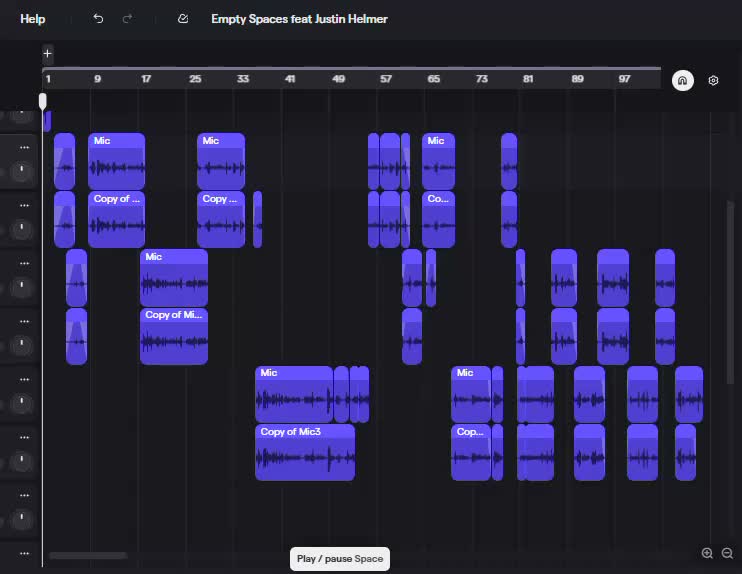 Help
Empty Spaces feat Justin Helmer
+
1 9 17 25 33 41 49 57 65 73 81 89 97
Mic Mic Mic
Copy of ... Copy ... Co...
Mic
Copy of Mi...
Mic Mic
Copy of Mic3 Cop...
Play / pause Space